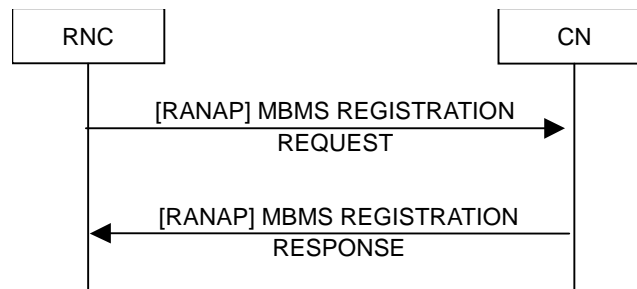 RNC
CN
[RANAP] MBMS REGISTRATION
REQUEST
[RANAP] MBMS REGISTRATION
RESPONSE